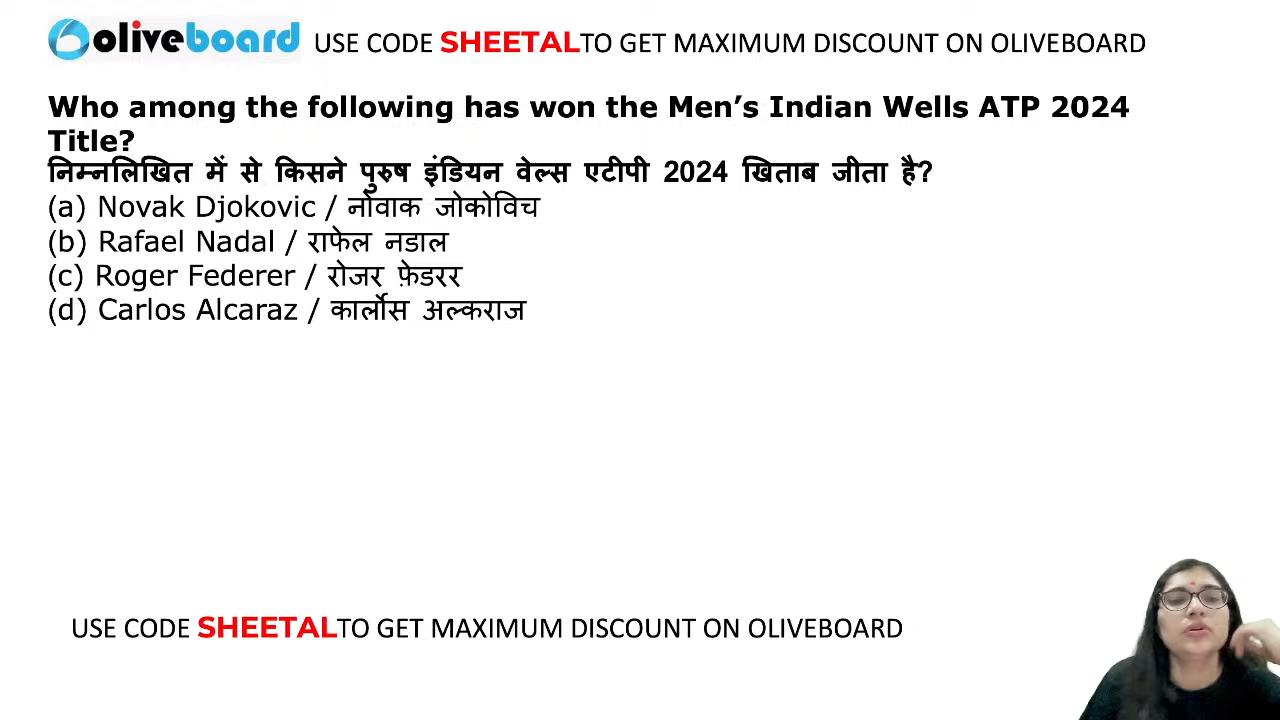 oliveboard USE CODE SHEETAL TO GET MAXIMUM DISCOUNT ON OLIVEBOARD
Who among the following has won the Men’s Indian Wells ATP 2024
Title?
निम्नलिखित में से किसने पुरुष इंडियन वेल्स एटीपी 2024 खिताब जीता है?
(a) Novak Djokovic / नोवाक जोकोविच
(b) Rafael Nadal / राफेल नडाल
(c) Roger Federer / रोजर फ़ेडरर
(d) Carlos Alcaraz / कार्लोस अल्कराज
USE CODE SHEETAL TO GET MAXIMUM DISCOUNT ON OLIVEBOARD